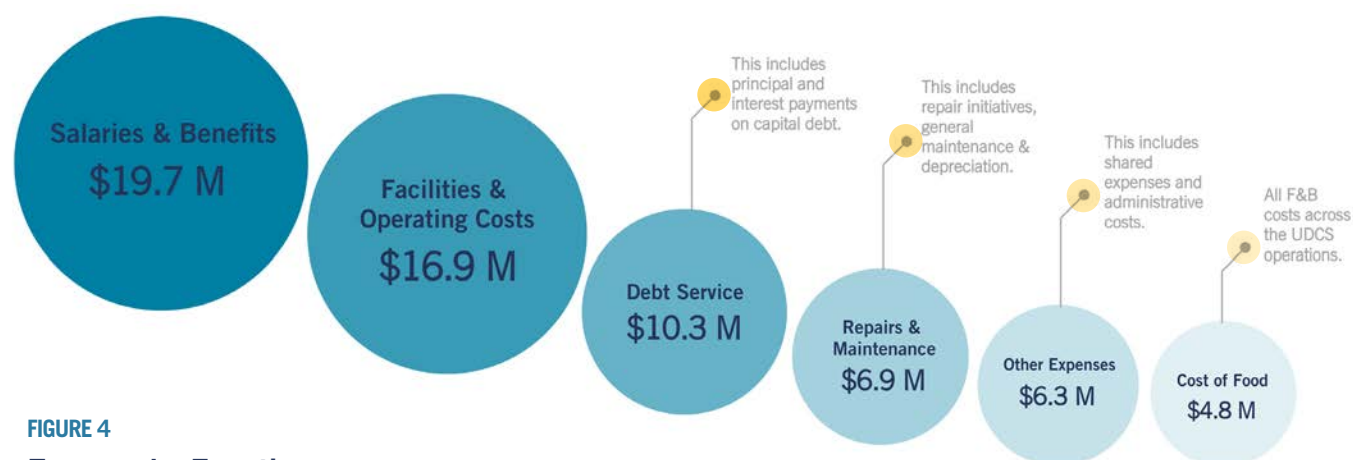 Salaries & Benefits
$19.7 M
Facilities &
Operating Costs
$16.9 M
This includes
principal and
interest payments
on capital debt.
Debt Service
$10.3 M
This includes
repair initiatives,
general
maintenance &
depreciation.
Repairs &
Maintenance
$6.9 M
This includes
shared
expenses and
administrative
costs.
Other Expenses
$6.3 M
All F&B
costs across
the UDCS
operations.
Cost of Food
$4.8 M
FIGURE 4